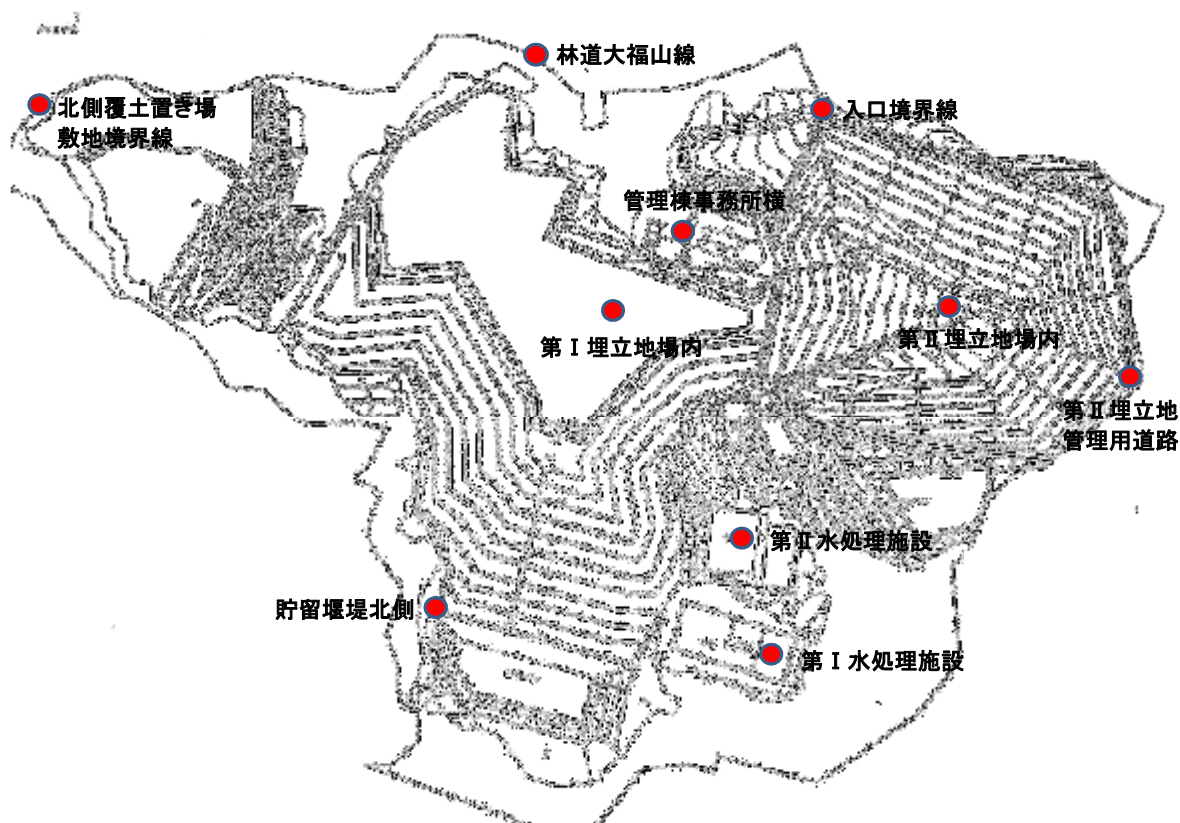 林道大福山線
北側覆土置き場
敷地境界線
入口境界線
管理棟事務所横
第Ⅰ埋立地場内
第Ⅱ埋立地場内
第Ⅱ埋立地
管理用道路
第Ⅱ水処理施設
貯留堰堤北側
第Ⅰ水処理施設